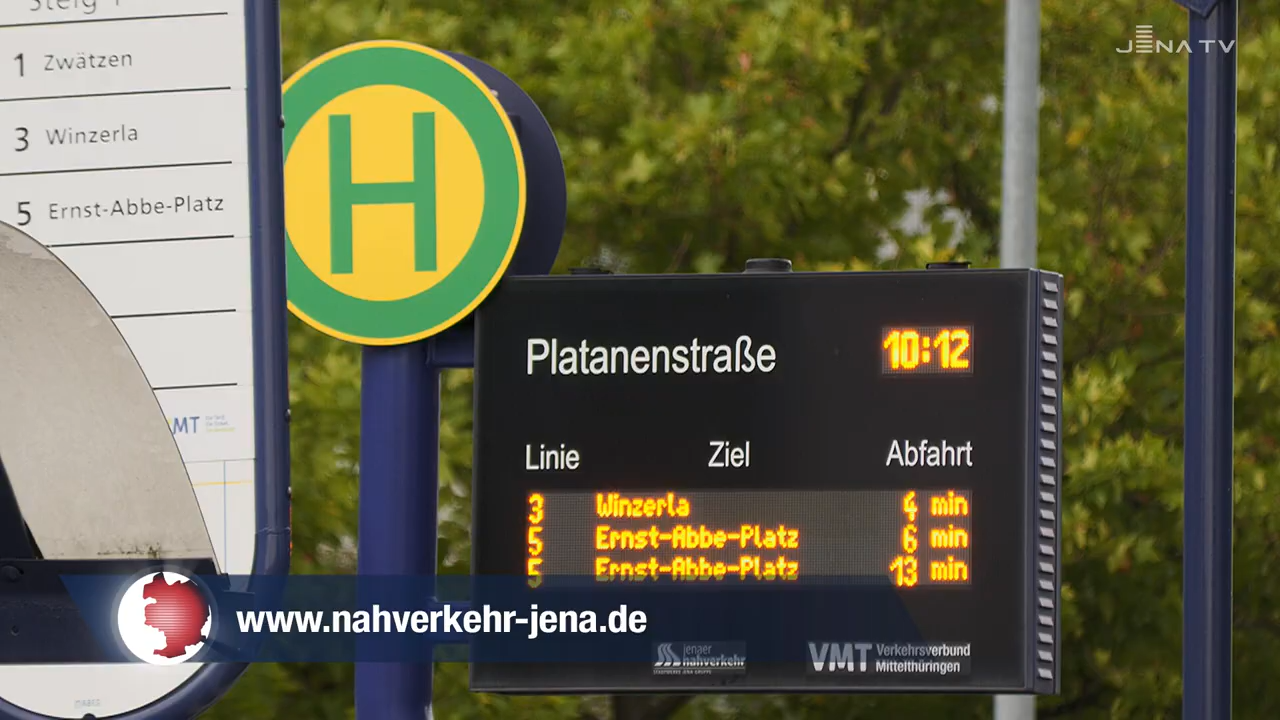 Steig 1
1 Zwätzen
3 Winzerla
5 Ernst-Abbe-Platz
VMT
H
JENA TV
Platanenstraße 10:12
Linie Ziel Abfahrt
3 Winzerla 4 min
5 Ernst-Abbe-Platz 6 min
5 Ernst-Abbe-Platz 13 min
www.nahverkehr-jena.de
jenaer
nahverkehr
VMT Verkehrsverbund
Mittelthüringen